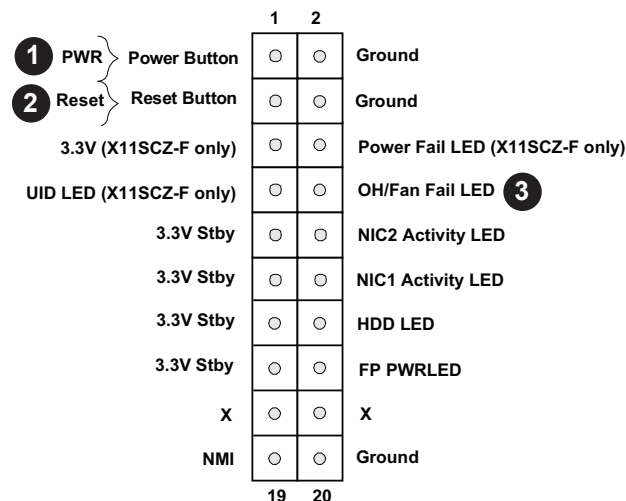 1 2
1 PWR Power Button Ground
2 Reset Reset Button Ground
3.3V (X11SCZ-F only) Power Fail LED (X11SCZ-F only)
UID LED (X11SCZ-F only) OH/Fan Fail LED 3
3.3V Stby NIC2 Activity LED
3.3V Stby NIC1 Activity LED
3.3V Stby HDD LED
3.3V Stby FP PWRLED
X X
NMI Ground
19 20